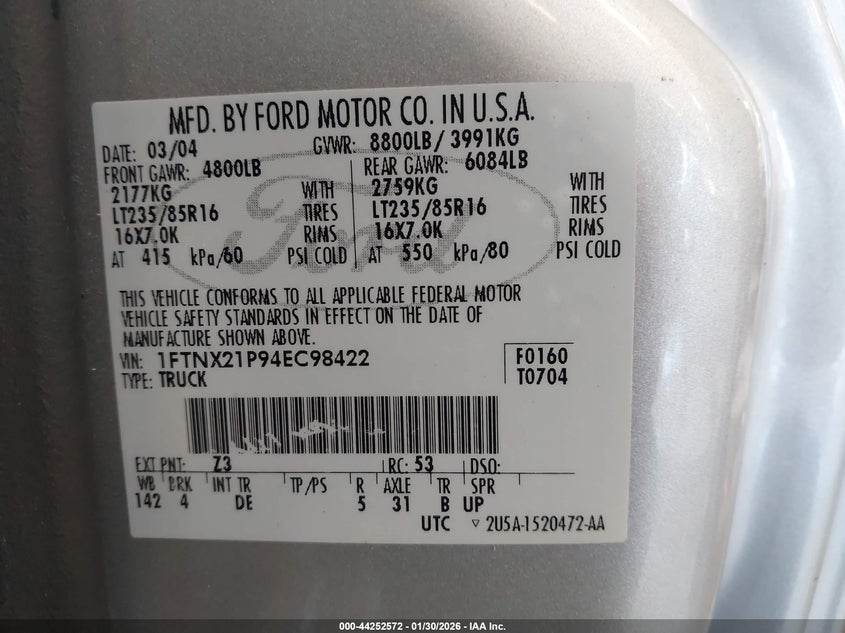 MFD. BY FORD MOTOR CO. IN U.S.A.
DATE: 03/04 GVWR: 8800LB/ 3991KG
FRONT GAWR: 4800LB REAR GAWR: 6084LB
2177KG WITH 2759KG WITH
LT235/85R16 TIRES LT235/85R16 TIRES
16X7.0K RIMS 16X7.0K RIMS
AT 415 kPa/60 PSI COLD AT 550 kPa/80 PSI COLD
THIS VEHICLE CONFORMS TO ALL APPLICABLE FEDERAL MOTOR
VEHICLE SAFETY STANDARDS IN EFFECT ON THE DATE OF
MANUFACTURE SHOWN ABOVE.
VIN: 1FTNX21P94EC98422 F0160
TYPE: TRUCK T0704
Ford
EXT PNT: Z3 RC: 53 DSO:
WB BRK INT TR TP/PS R AXLE TR SPR
142 4 DE 5 31 B UP
UTC ▽ 2U5A-1520472-AA
000-44252572 — 01/30/2026 — IAA Inc.